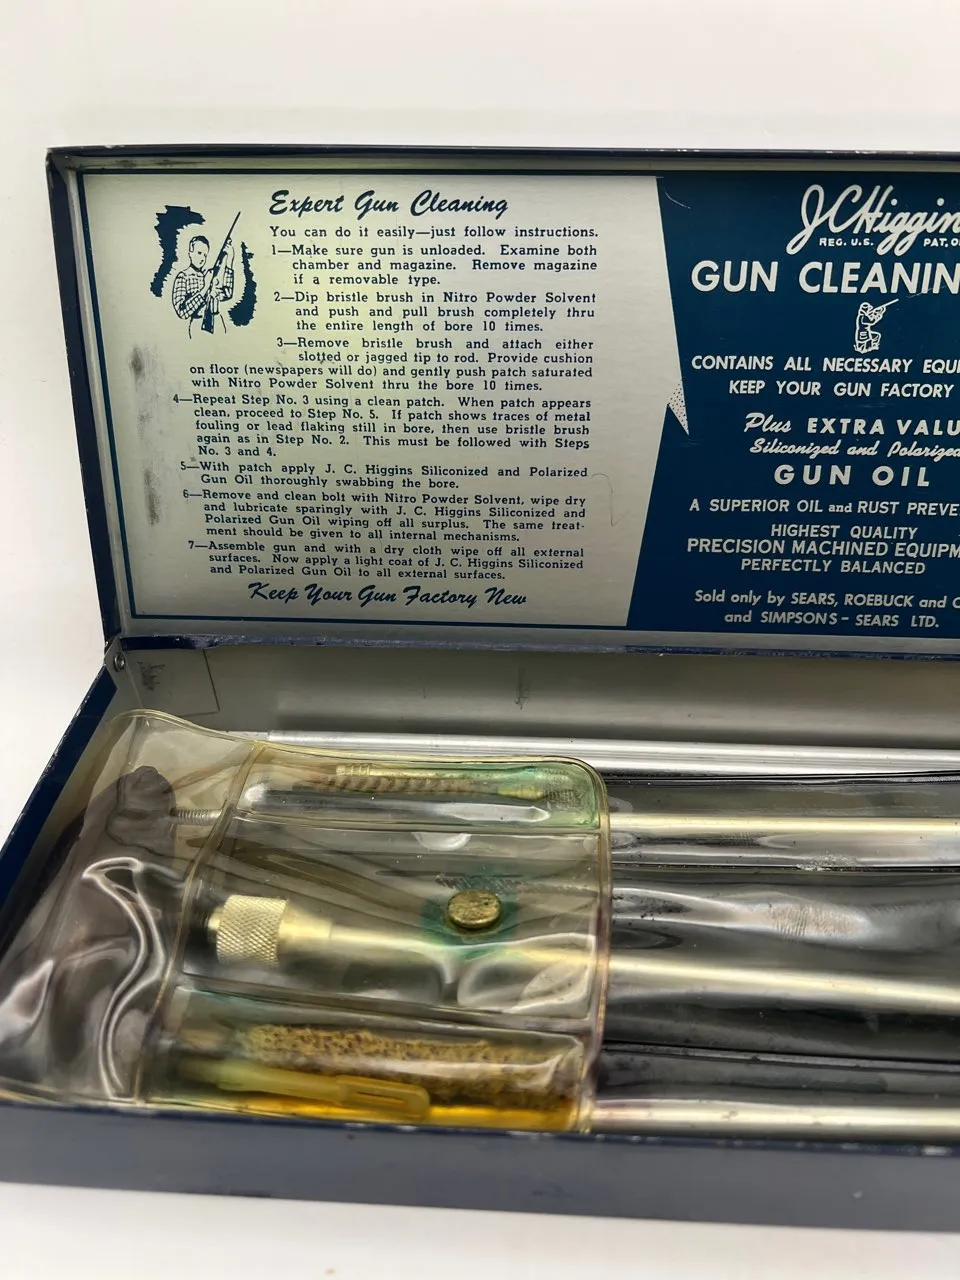 Expert Gun Cleaning
You can do it easily—just follow instructions.
1—Make sure gun is unloaded. Examine both
chamber and magazine. Remove magazine
if a removable type.
2—Dip bristle brush in Nitro Powder Solvent
and push and pull brush completely thru
the entire length of bore 10 times.
3—Remove bristle brush and attach either
slotted or jagged tip to rod. Provide cushion
on floor (newspapers will do) and gently push patch saturated
with Nitro Powder Solvent thru the bore 10 times.
4—Repeat Step No. 3 using a clean patch. When patch appears
clean, proceed to Step No. 5. If patch shows traces of metal
fouling or lead flaking still in bore, then use bristle brush
again as in Step No. 2. This must be followed with Steps
No. 3 and 4.
5—With patch apply J. C. Higgins Siliconized and Polarized
Gun Oil thoroughly swabbing the bore.
6—Remove and clean bolt with Nitro Powder Solvent, wipe dry
and lubricate sparingly with J. C. Higgins Siliconized and
Polarized Gun Oil wiping off all surplus. The same treat-
ment should be given to all internal mechanisms.
7—Assemble gun and with a dry cloth wipe off all external
surfaces. Now apply a light coat of J. C. Higgins Siliconized
and Polarized Gun Oil to all external surfaces.
Keep Your Gun Factory New
J.C. Higgin
REG. U.S. PAT. O
GUN CLEANIN
CONTAINS ALL NECESSARY EQU
KEEP YOUR GUN FACTORY
Plus EXTRA VALU
Siliconized and Polarized
GUN OIL
A SUPERIOR OIL and RUST PREVE
HIGHEST QUALITY
PRECISION MACHINED EQUIPM
PERFECTLY BALANCED
Sold only by SEARS, ROEBUCK and C
and SIMPSONS-SEARS LTD.